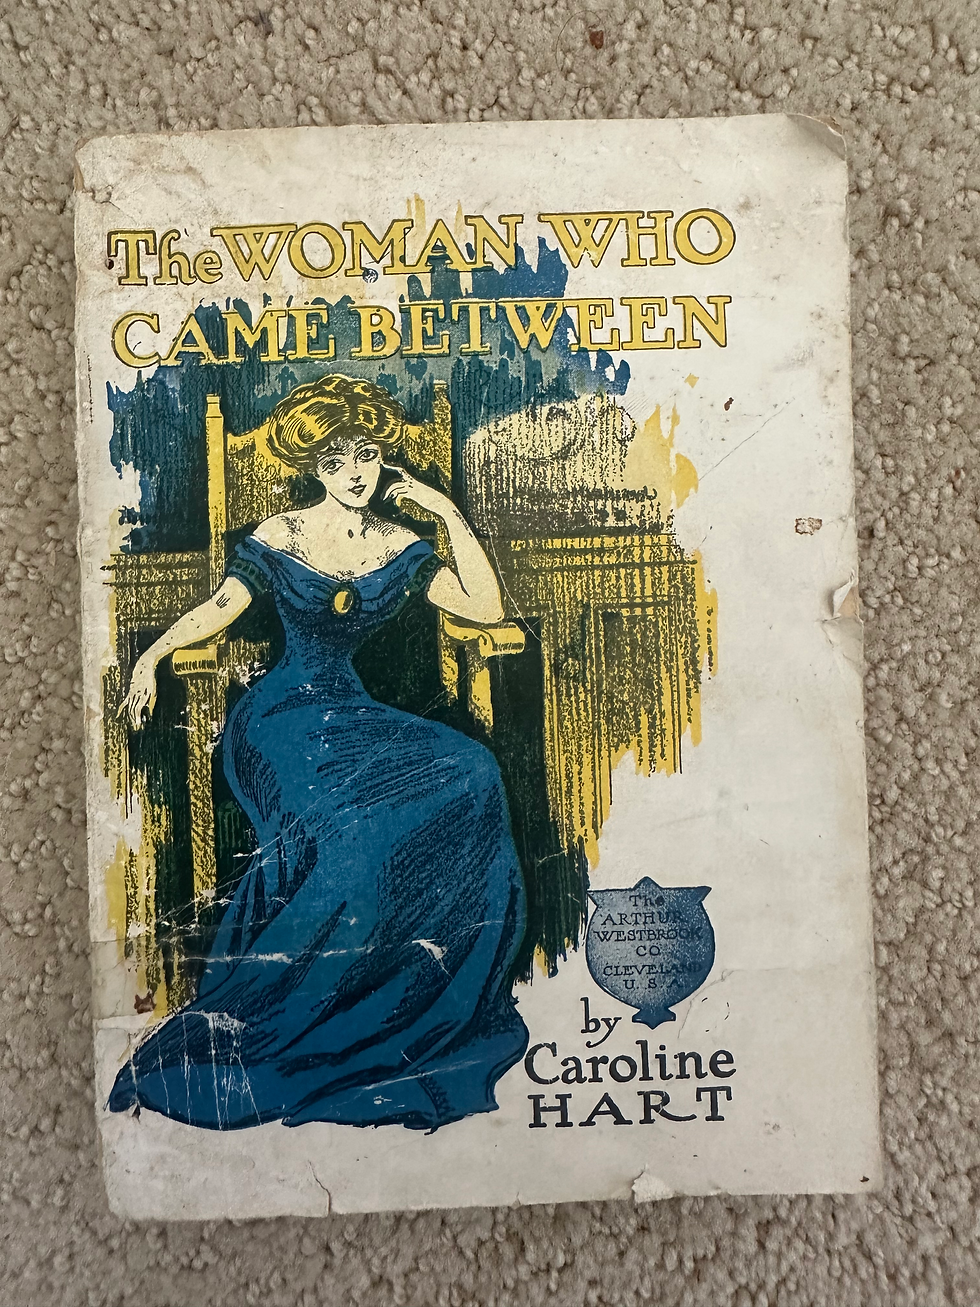 The WOMAN WHO
CAME BETWEEN
The
ARTHUR
WESTBROOK
CO
CLEVELAND
U.S.A
by
Caroline
HART